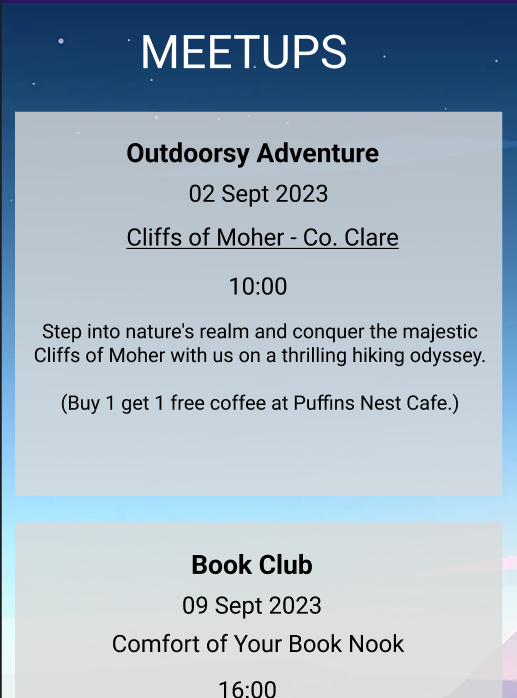 MEETUPS
Outdoorsy Adventure
02 Sept 2023
Cliffs of Moher - Co. Clare
10:00
Step into nature's realm and conquer the majestic
Cliffs of Moher with us on a thrilling hiking odyssey.
(Buy 1 get 1 free coffee at Puffins Nest Cafe.)
Book Club
09 Sept 2023
Comfort of Your Book Nook
16:00